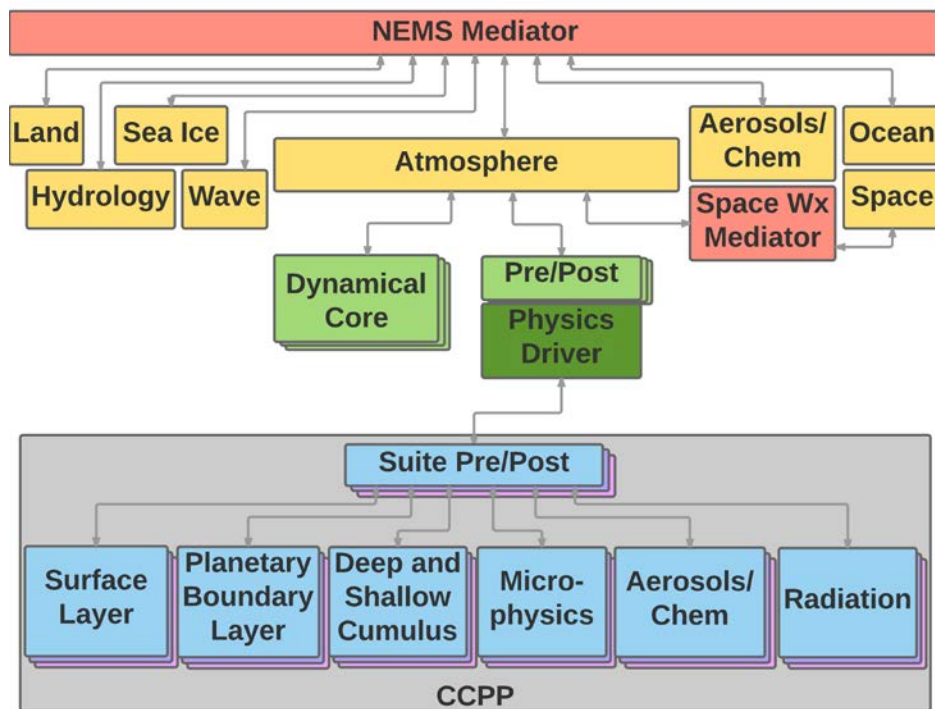 NEMS Mediator
Land
Sea Ice
Hydrology
Wave
Atmosphere
Aerosols/
Chem
Ocean
Space Wx
Mediator
Space
Dynamical
Core
Pre/Post
Physics
Driver
Suite Pre/Post
Surface
Layer
Planetary
Boundary
Layer
Deep and
Shallow
Cumulus
Micro-
physics
Aerosols/
Chem
Radiation
CCPP